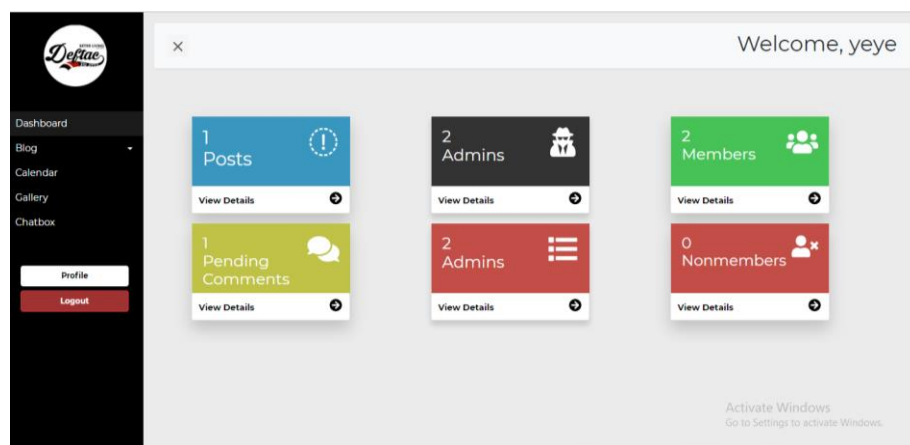 Deftac
Welcome, yeye
Dashboard
Blog
Calendar
Gallery
Chatbox
Profile
Logout
1
Posts
View Details
2
Admins
View Details
2
Members
View Details
1
Pending
Comments
View Details
2
Admins
View Details
0
Nonmembers
View Details
Activate Windows
Go to Settings to activate Windows.